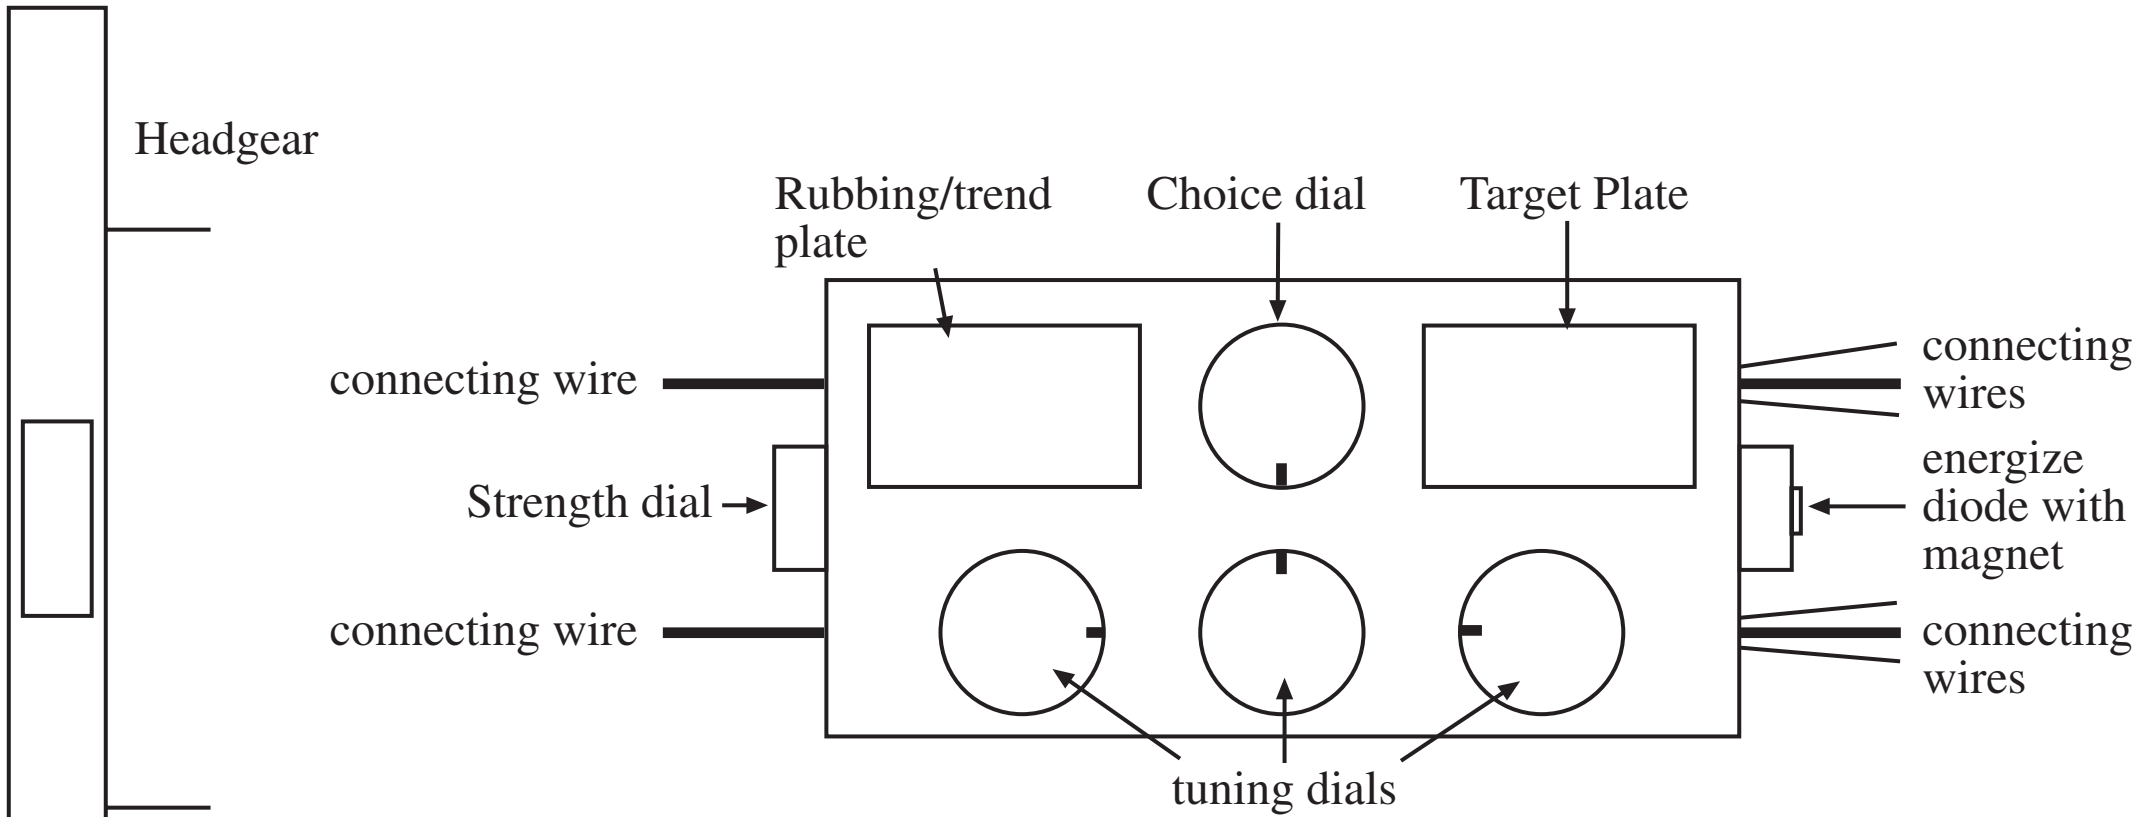 Headgear
Rubbing/trend
plate
Choice dial
Target Plate
connecting wire
connecting
wires
Strength dial
energize
diode with
magnet
connecting wire
connecting
wires
tuning dials